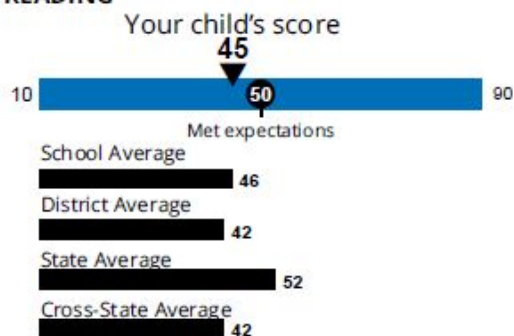 READING
Your child's score
45
10 50 90
Met expectations
School Average
46
District Average
42
State Average
52
Cross-State Average
42